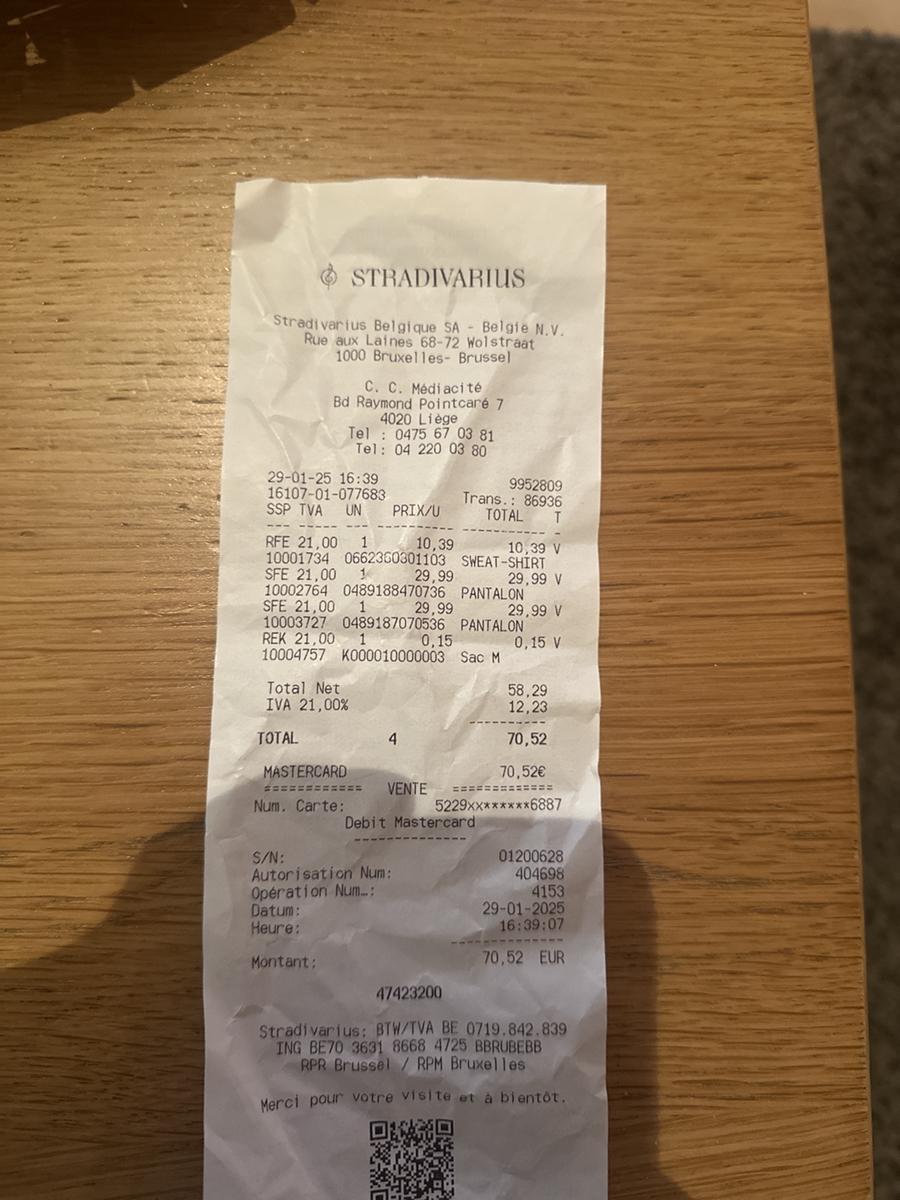 STRADIVARIUS
Stradivarius Belgique SA - Belgie N.V.
Rue aux Laines 68-72 Wolstraat
1000 Bruxelles- Brussel
C. C. Médiacité
Bd Raymond Pointcaré 7
4020 Liège
Tel : 0475 67 03 81
Tel: 04 220 03 80
29-01-25 16:39 9952809
16107-01-077683 Trans.: 86936
SSP TVA UN PRIX/U TOTAL T
--- ----- -- ---------- ---------- -
RFE 21,00 1 10,39 10,39 V
10001734 0662360301103 SWEAT-SHIRT
SFE 21,00 1 29,99 29,99 V
10002764 0489188470736 PANTALON
SFE 21,00 1 29,99 29,99 V
10003727 0489187070536 PANTALON
REK 21,00 1 0,15 0,15 V
10004757 K000010000003 Sac M
Total Net 58,29
IVA 21,00% 12,23
----------
TOTAL 4 70,52
MASTERCARD 70,52€
============ VENTE ============
Num. Carte: 5229xx******6887
Debit Mastercard
--------------
S/N: 01200628
Autorisation Num: 404698
Opération Num…: 4153
Datum: 29-01-2025
Heure: 16:39:07
--------------
Montant: 70,52 EUR
47423200
Stradivarius: BTW/TVA BE 0719.842.839
ING BE70 3631 8668 4725 BBRUBEBB
RPR Brussel / RPM Bruxelles
Merci pour votre visite et à bientôt.